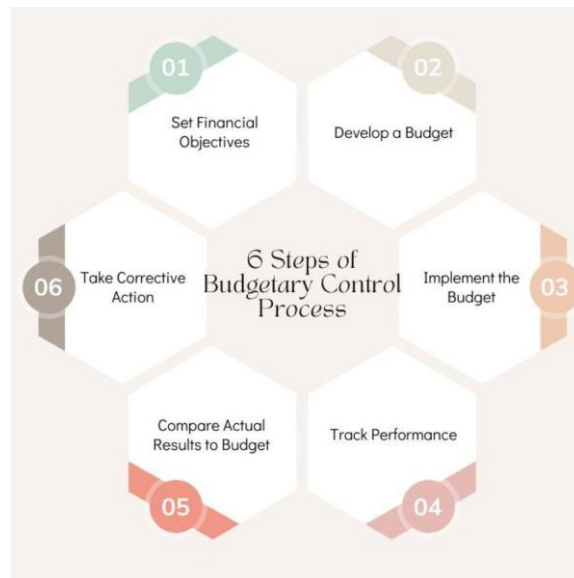 6 Steps of
Budgetary Control
Process
01
Set Financial
Objectives
02
Develop a Budget
03
Implement the
Budget
04
Track Performance
05
Compare Actual
Results to Budget
06
Take Corrective
Action